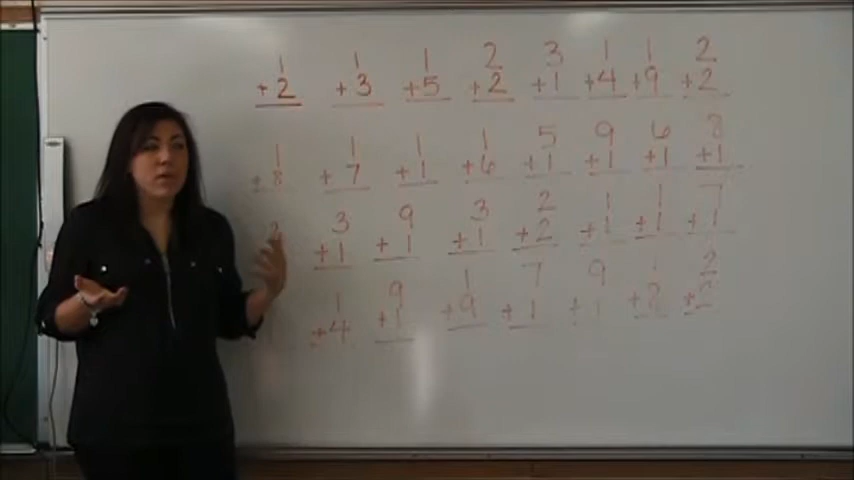 1 1 1 2 3 1 1 2
+2 +3 +5 +2 +1 +4 +9 +2
1 1 1 1 5 9 6 8
+8 +7 +1 +6 +1 +1 +1 +1
3 9 3 2 1 1 7
+1 +1 +1 +2 +1 +1 +1
1 9 1 7 9 1 2
+4 +1 +9 +1 +1 +2